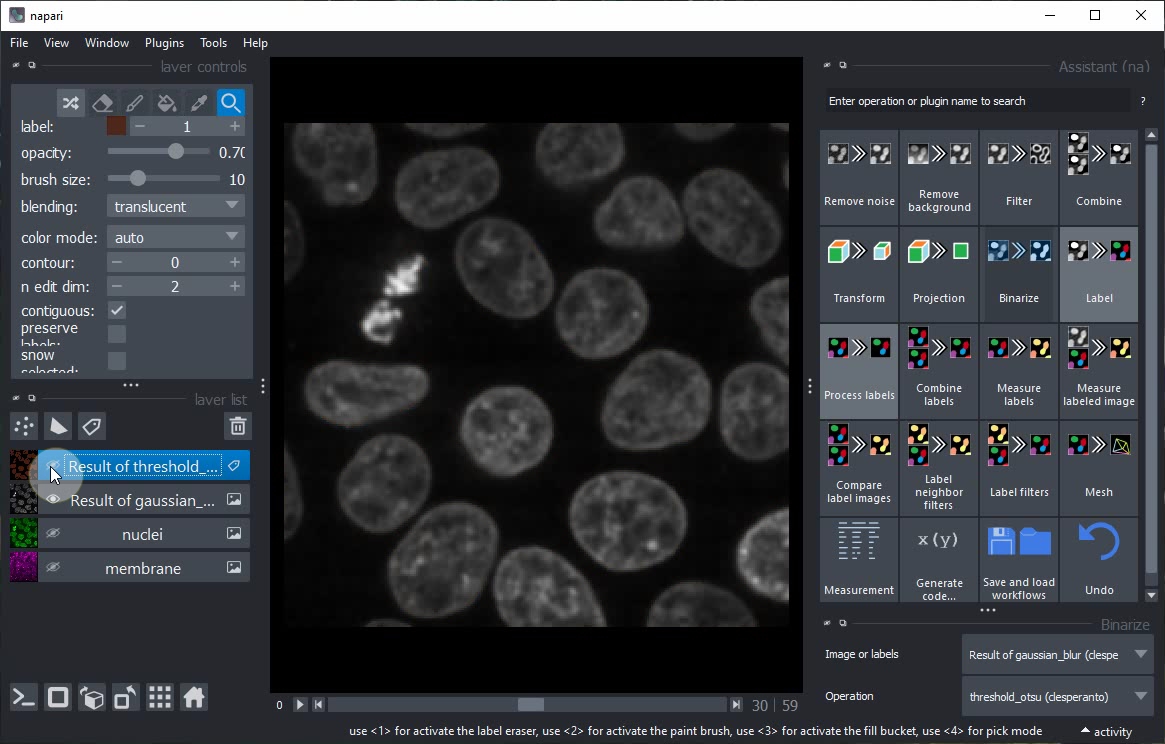 napari
File View Window Plugins Tools Help
layer controls
label: 1
opacity: 0.70
brush size: 10
blending: translucent
color mode: auto
contour: 0
n edit dim: 2
contiguous:
preserve
labels:
show
selected:
layer list
Result of threshold_...
Result of gaussian_...
nuclei
membrane
0
30 | 59
Assistant (na)
Enter operation or plugin name to search ?
Remove noise
Remove
background
Filter
Combine
Transform
Projection
Binarize
Label
Process labels
Combine
labels
Measure
labels
Measure
labeled image
Compare
label images
Label
neighbor
filters
Label filters
Mesh
x (y)
Measurement
Generate
code...
Save and load
workflows
Undo
Binarize
Image or labels Result of gaussian_blur (clespe
Operation threshold_otsu (clesperanto)
use <1> for activate the label eraser, use <2> for activate the paint brush, use <3> for activate the fill bucket, use <4> for pick mode
activity